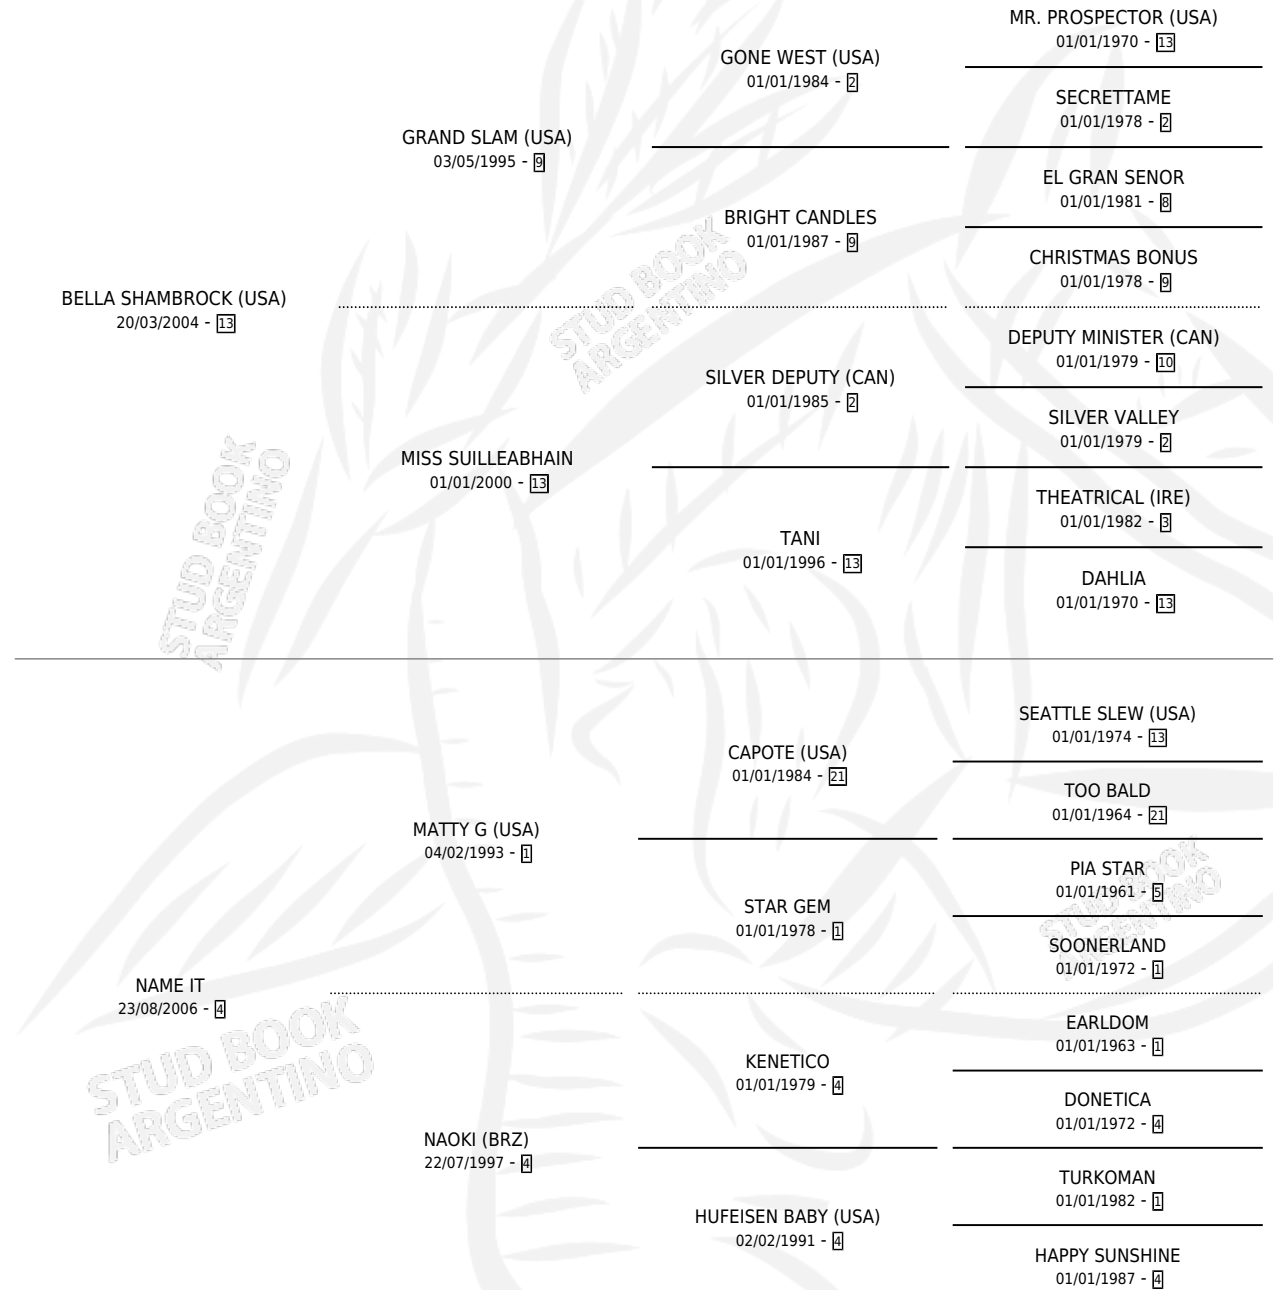 MR. PROSPECTOR (USA)
01/01/1970 - 13
GONE WEST (USA)
01/01/1984 - 2
SECRETTAME
01/01/1978 - 2
GRAND SLAM (USA)
03/05/1995 - 9
EL GRAN SENOR
01/01/1981 - 8
BRIGHT CANDLES
01/01/1987 - 9
CHRISTMAS BONUS
01/01/1978 - 9
BELLA SHAMBROCK (USA)
20/03/2004 - 13
STUD BOOK
ARGENTINO
DEPUTY MINISTER (CAN)
01/01/1979 - 10
SILVER DEPUTY (CAN)
01/01/1985 - 2
SILVER VALLEY
01/01/1979 - 2
MISS SUILLEABHAIN
01/01/2000 - 13
THEATRICAL (IRE)
01/01/1982 - 3
TANI
01/01/1996 - 13
DAHLIA
01/01/1970 - 13
STUD BOOK
ARGENTINO
SEATTLE SLEW (USA)
01/01/1974 - 13
CAPOTE (USA)
01/01/1984 - 21
TOO BALD
01/01/1964 - 21
MATTY G (USA)
04/02/1993 - 1
PIA STAR
01/01/1961 - 5
STAR GEM
01/01/1978 - 1
STUD BOOK
ARGENTINO
SOONERLAND
01/01/1972 - 1
NAME IT
23/08/2006 - 4
STUD BOOK
ARGENTINO
EARLDOM
01/01/1963 - 1
KENETICO
01/01/1979 - 4
DONETICA
01/01/1972 - 4
NAOKI (BRZ)
22/07/1997 - 4
TURKOMAN
01/01/1982 - 1
HUFEISEN BABY (USA)
02/02/1991 - 4
HAPPY SUNSHINE
01/01/1987 - 4